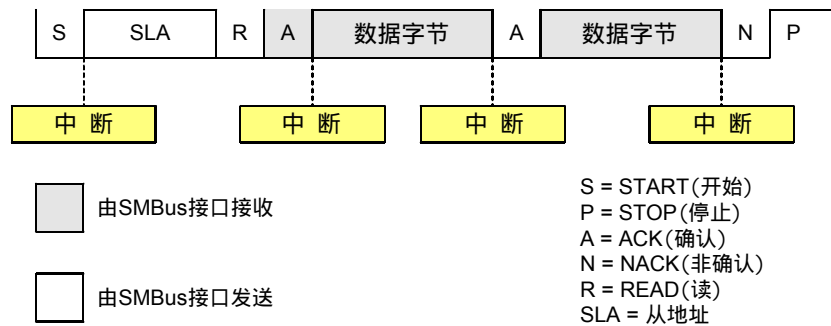 S SLA R A 数据字节 A 数据字节 N P
中断 中断 中断 中断
由SMBus接口接收
由SMBus接口发送
S = START(开始)
P = STOP(停止)
A = ACK(确认)
N = NACK(非确认)
R = READ(读)
SLA = 从地址